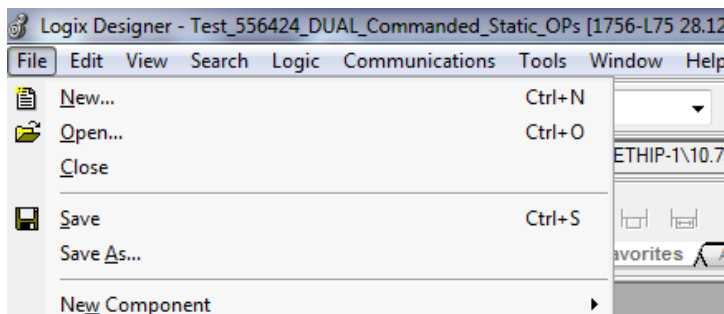 Logix Designer - Test_556424_DUAL_Commanded_Static_OPs [1756-L75 28.12
File Edit View Search Logic Communications Tools Window Help
New... Ctrl+N
Open... Ctrl+O
ETHIP-1\10.7
Close
Save Ctrl+S
Save As...
avorites
New Component